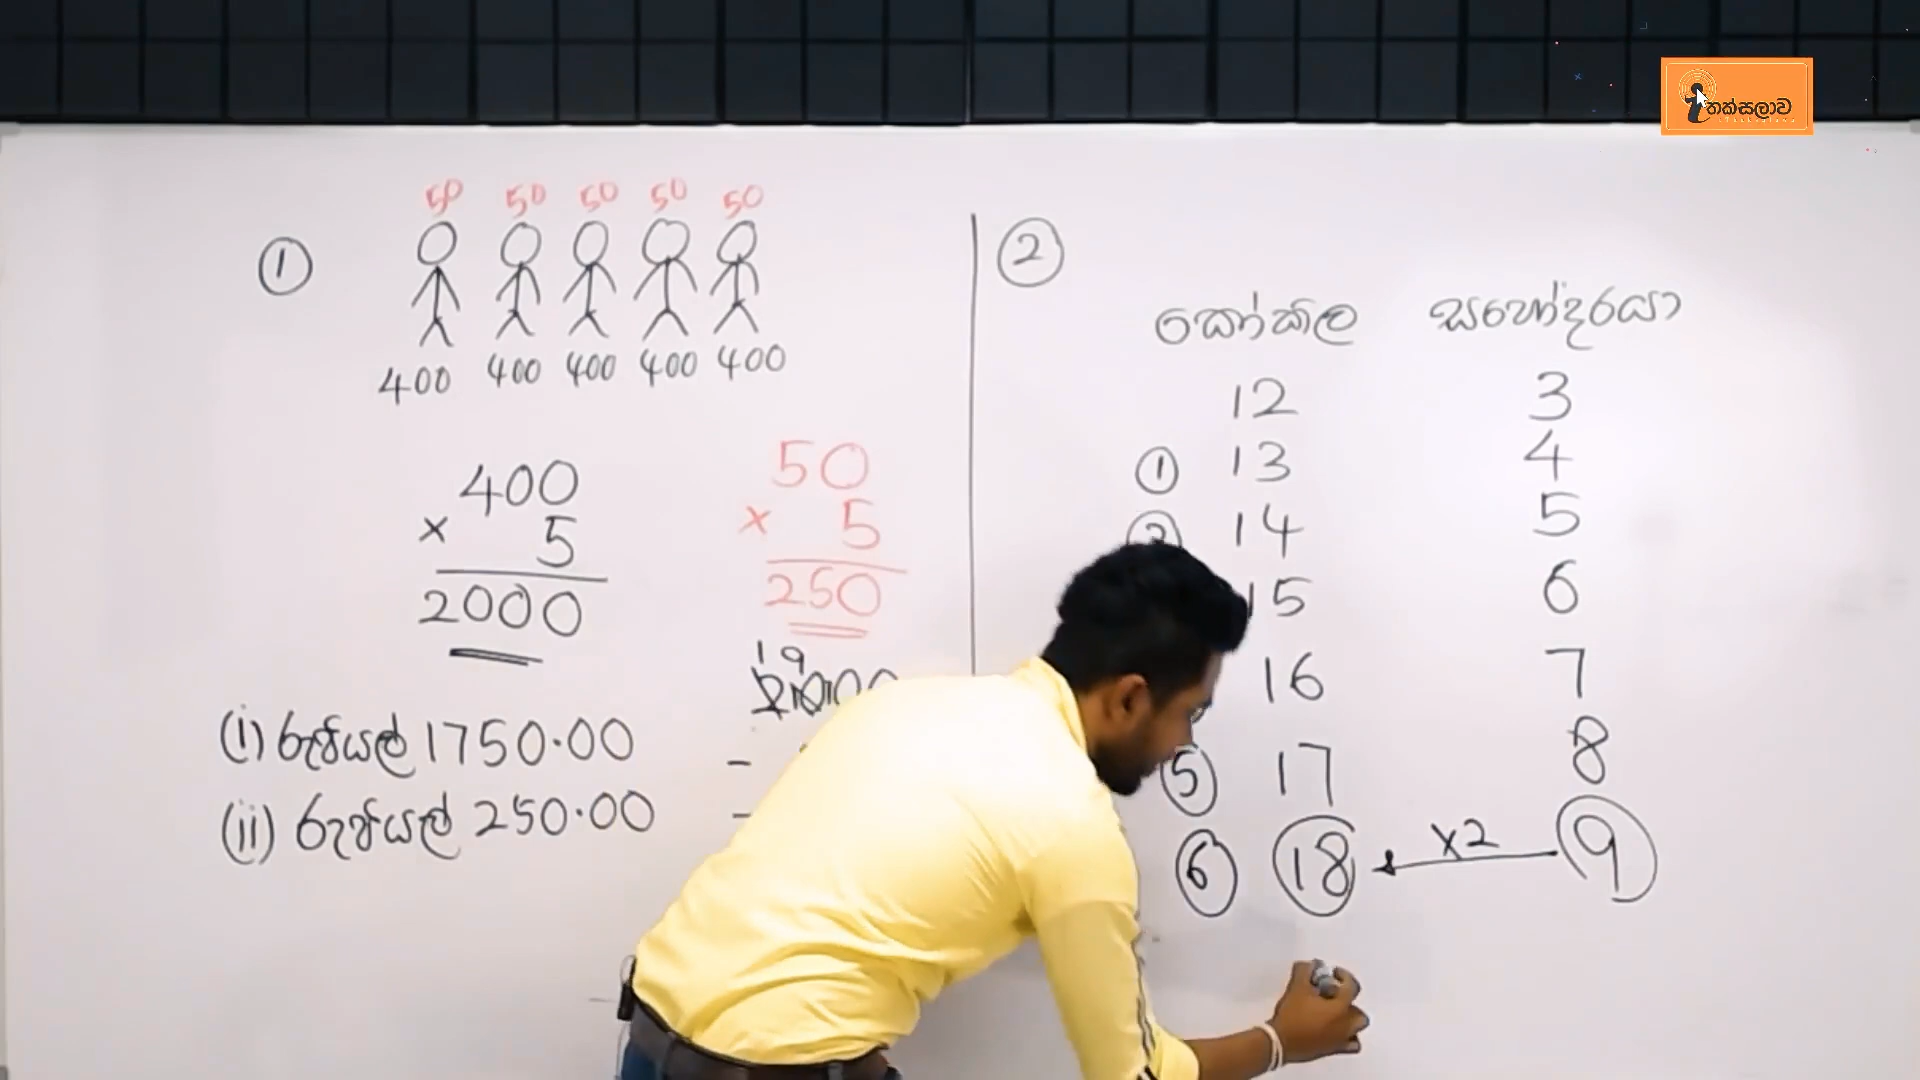 තක්සලාව
50 50 50 50 50
①
400 400 400 400 400
400
× 5
2000
50
× 5
250
19
(i) රුපියල් 1750.00
(ii) රුපියල් 250.00
②
කෝකිල සහෝදරයා
12 3
① 13 4
② 14 5
15 6
16 7
⑤ 17 8
⑥ 18 ×2 9